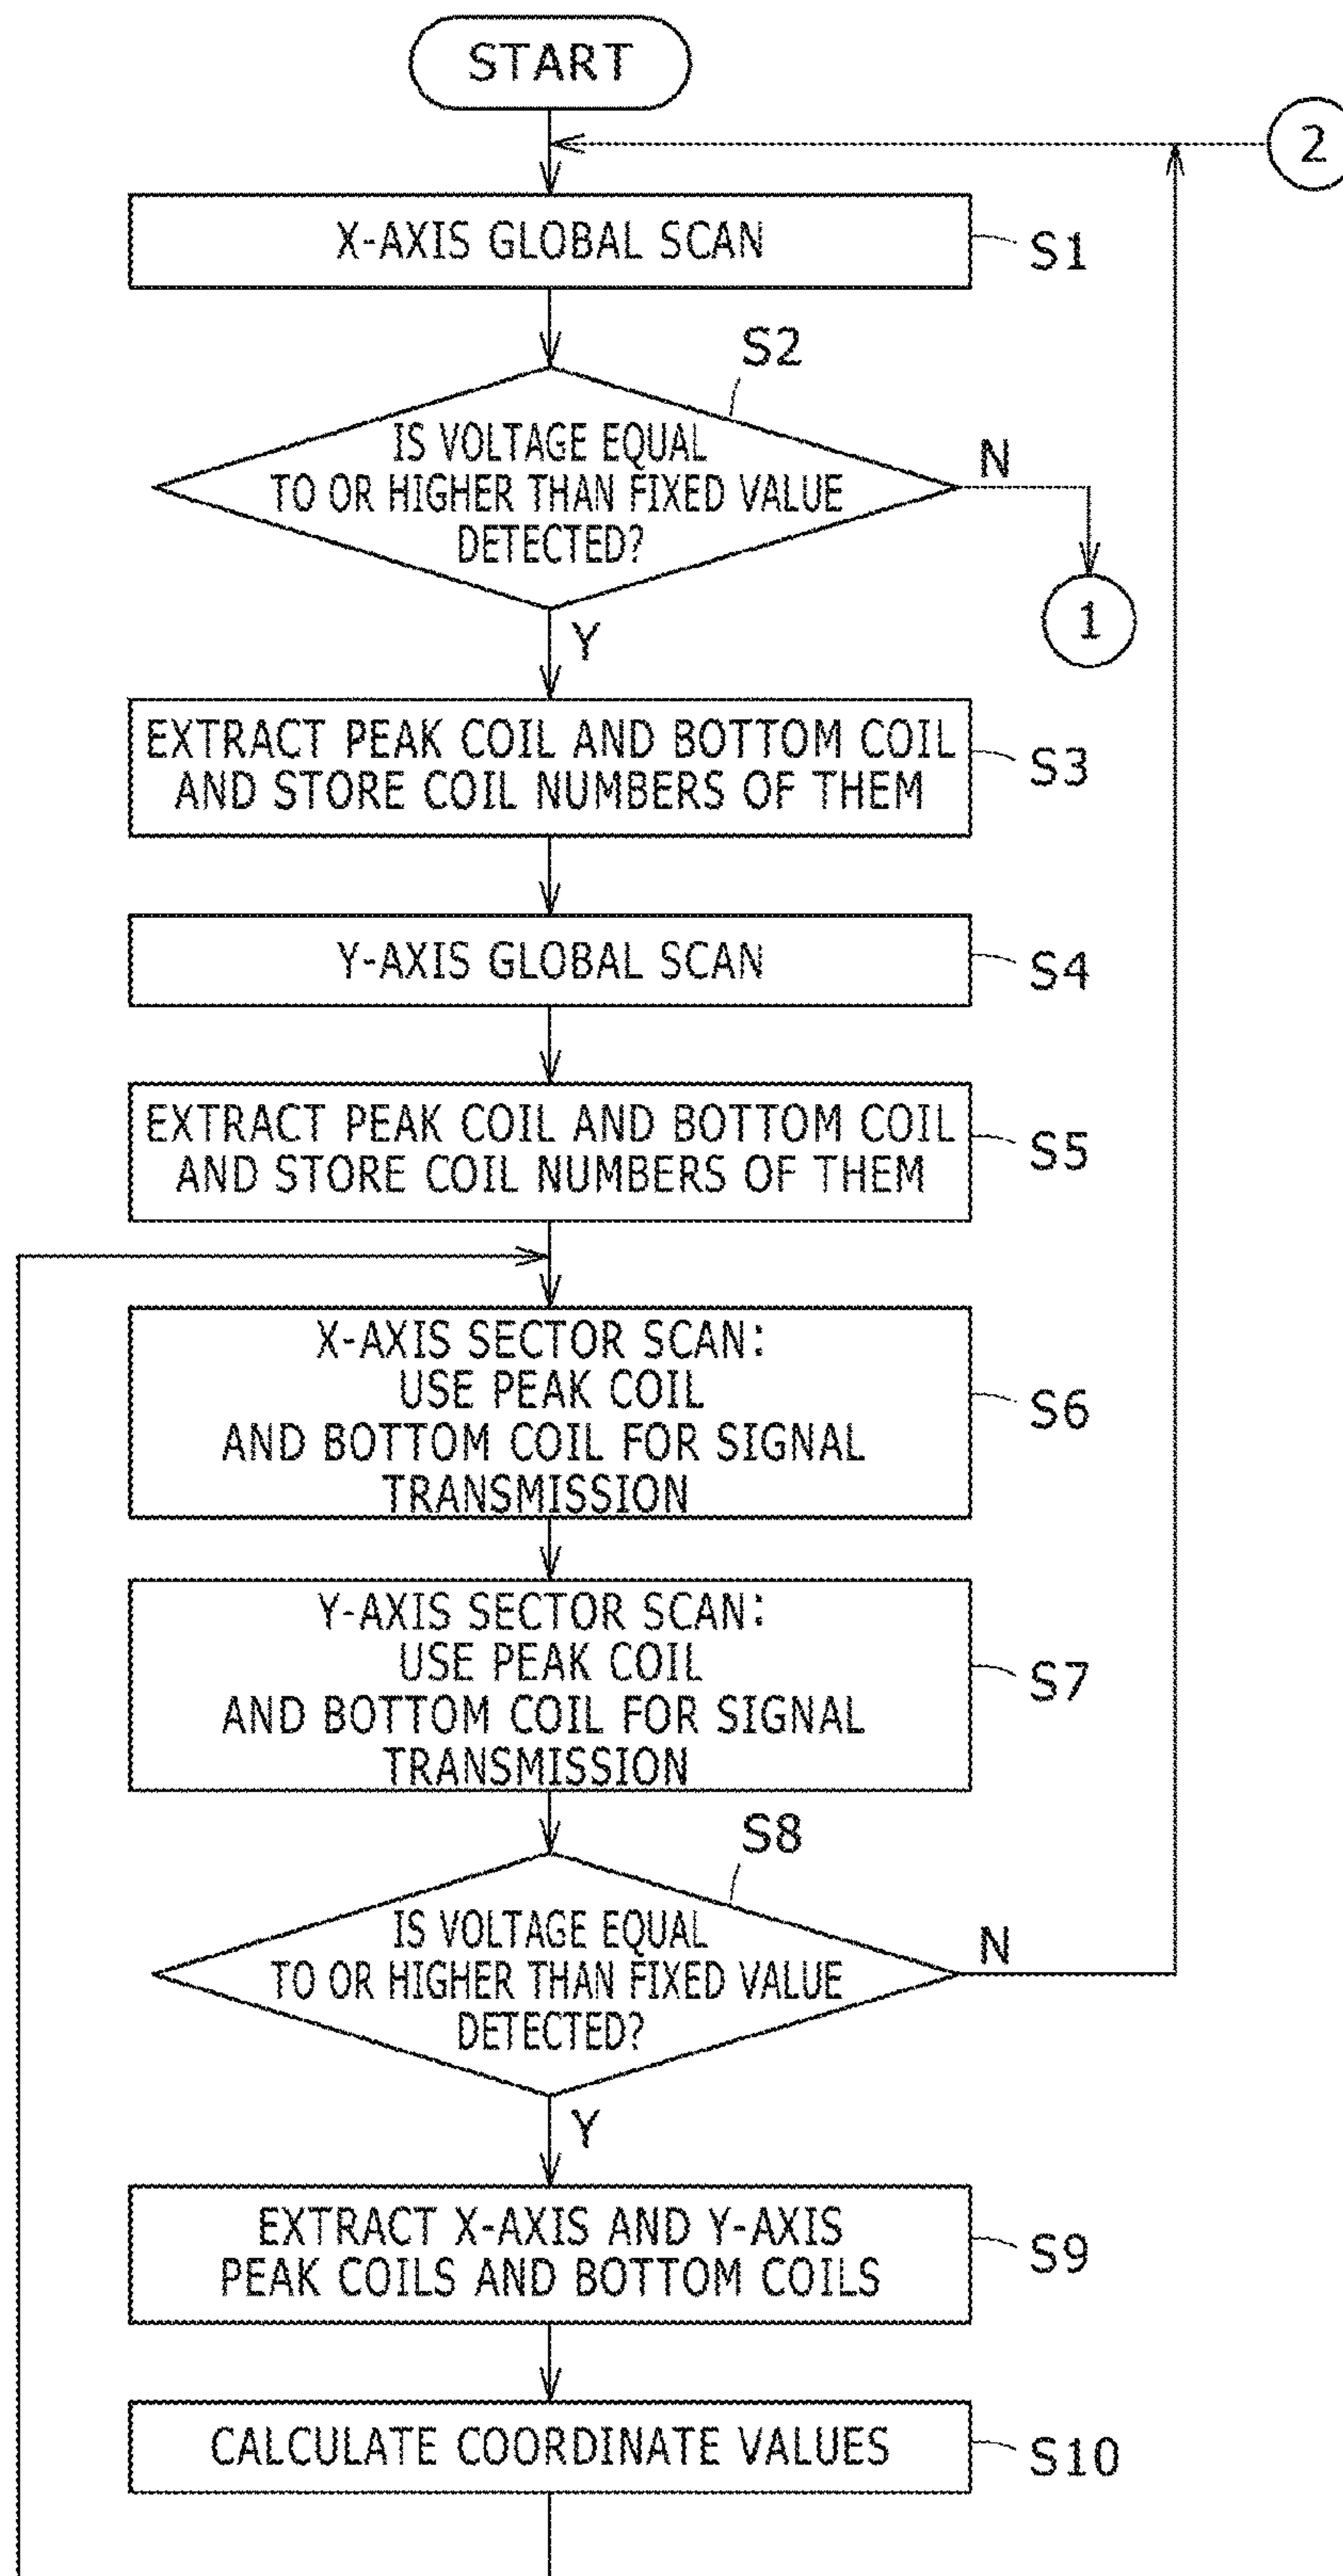 START
2
X-AXIS GLOBAL SCAN
S1
S2
IS VOLTAGE EQUAL
TO OR HIGHER THAN FIXED VALUE
DETECTED?
N
1
Y
EXTRACT PEAK COIL AND BOTTOM COIL
AND STORE COIL NUMBERS OF THEM
S3
Y-AXIS GLOBAL SCAN
S4
EXTRACT PEAK COIL AND BOTTOM COIL
AND STORE COIL NUMBERS OF THEM
S5
X-AXIS SECTOR SCAN:
USE PEAK COIL
AND BOTTOM COIL FOR SIGNAL
TRANSMISSION
S6
Y-AXIS SECTOR SCAN:
USE PEAK COIL
AND BOTTOM COIL FOR SIGNAL
TRANSMISSION
S7
S8
IS VOLTAGE EQUAL
TO OR HIGHER THAN FIXED VALUE
DETECTED?
N
Y
EXTRACT X-AXIS AND Y-AXIS
PEAK COILS AND BOTTOM COILS
S9
CALCULATE COORDINATE VALUES
S10